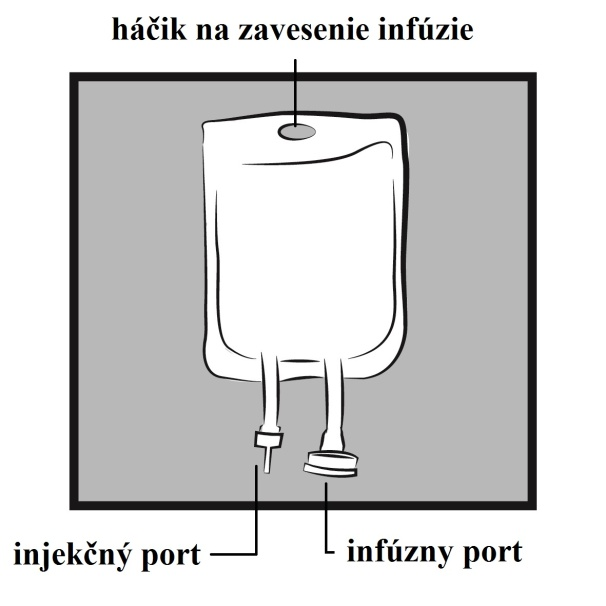 háčik na zavesenie infúzie
injekčný port
infúzny port